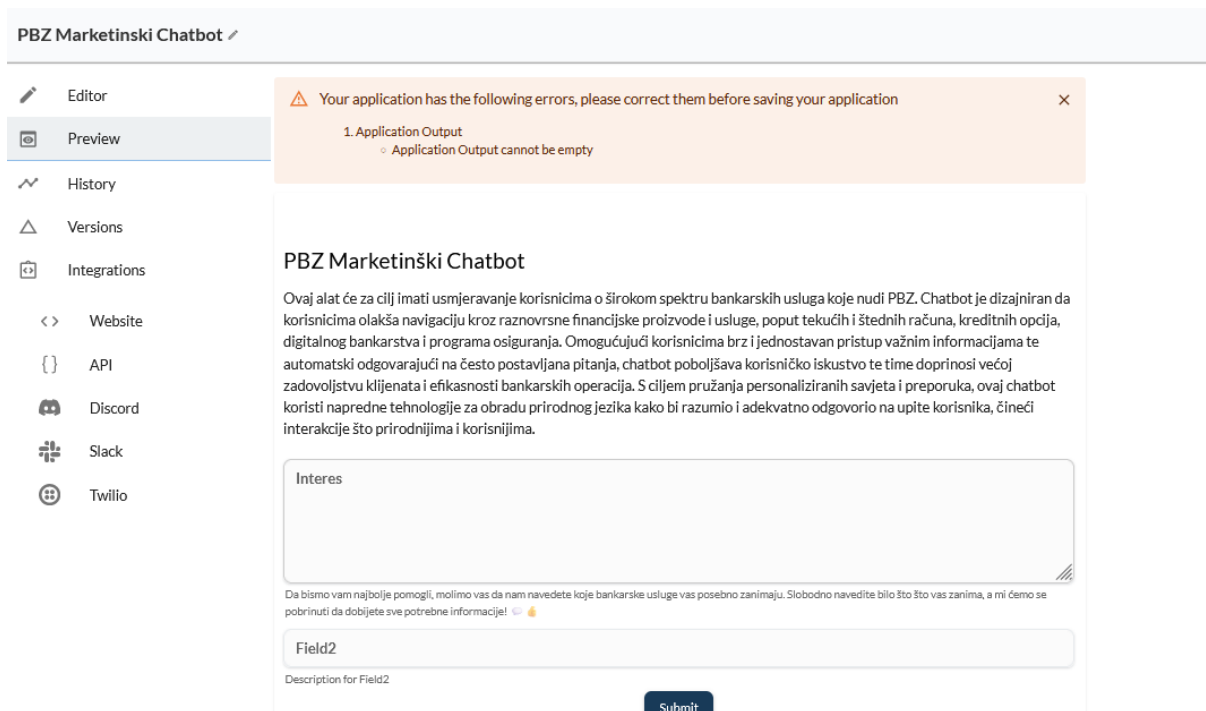 PBZ Marketinski Chatbot
Editor
Preview
History
Versions
Integrations
Website
API
Discord
Slack
Twilio
Your application has the following errors, please correct them before saving your application
1. Application Output
Application Output cannot be empty
PBZ Marketinški Chatbot
Ovaj alat će za cilj imati usmjeravanje korisnicima o širokom spektru bankarskih usluga koje nudi PBZ. Chatbot je dizajniran da
korisnicima olakša navigaciju kroz raznovrsne financijske proizvode i usluge, poput tekućih i štednih računa, kreditnih opcija,
digitalnog bankarstva i programa osiguranja. Omogućujući korisnicima brz i jednostavan pristup važnim informacijama te
automatski odgovarajući na često postavljana pitanja, chatbot poboljšava korisničko iskustvo te time doprinosi većoj
zadovoljstvu klijenata i efikasnosti bankarskih operacija. S ciljem pružanja personaliziranih savjeta i preporuka, ovaj chatbot
koristi napredne tehnologije za obradu prirodnog jezika kako bi razumio i adekvatno odgovorio na upite korisnika, čineći
interakcije što prirodnijima i korisnijima.
Interes
Da bismo vam najbolje pomogli, molimo vas da nam navedete koje bankarske usluge vas posebno zanimaju. Slobodno navedite bilo što što vas zanima, a mi ćemo se
pobrinuti da dobijete sve potrebne informacije! 💬 👍
Field2
Description for Field2
Submit